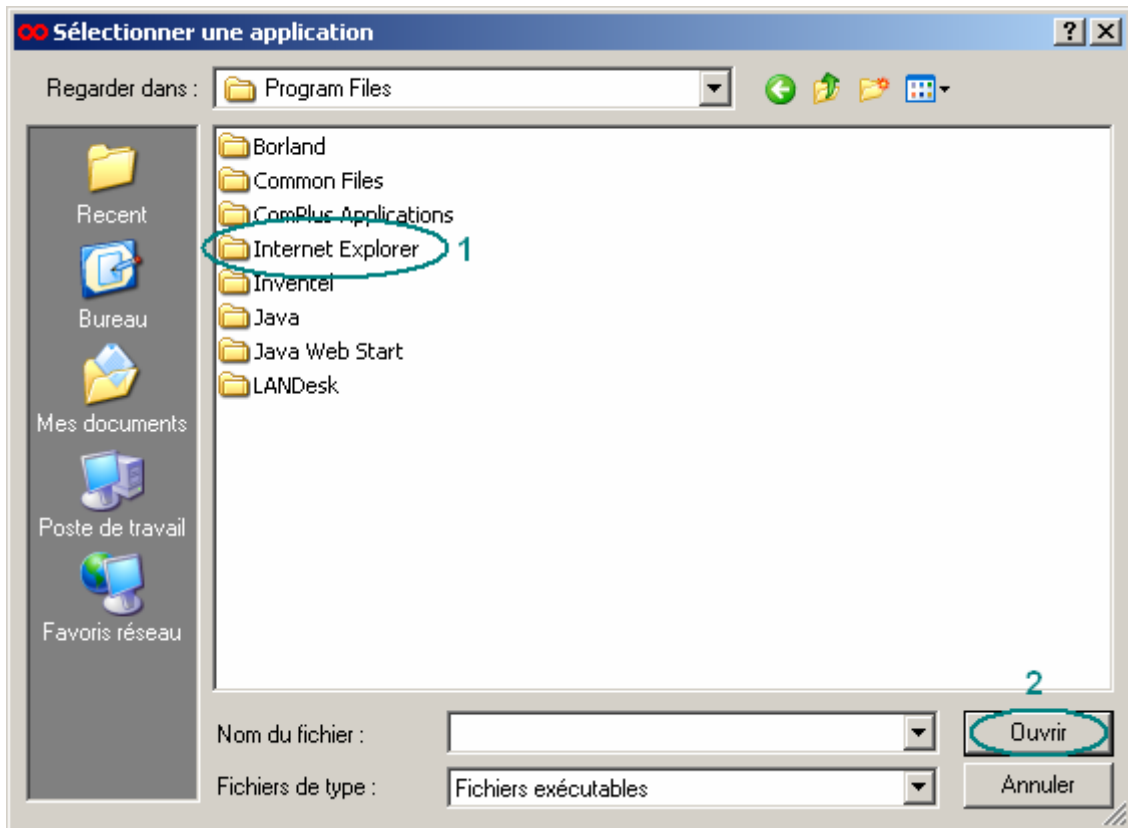 Sélectionner une application
Regarder dans :
Program Files
Recent
Bureau
Mes documents
Poste de travail
Favoris réseau
Borland
Common Files
ComPlus Applications
Internet Explorer 1
Inventel
Java
Java Web Start
LANDesk
2
Nom du fichier :
Ouvrir
Fichiers de type :
Fichiers exécutables
Annuler